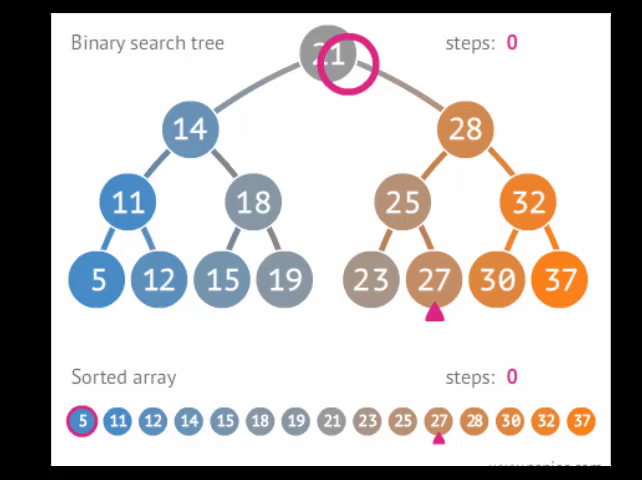 Binary search tree steps: 0
21
14 28
11 18 25 32
5 12 15 19 23 27 30 37
Sorted array steps: 0
5 11 12 14 15 18 19 21 23 25 27 28 30 32 37